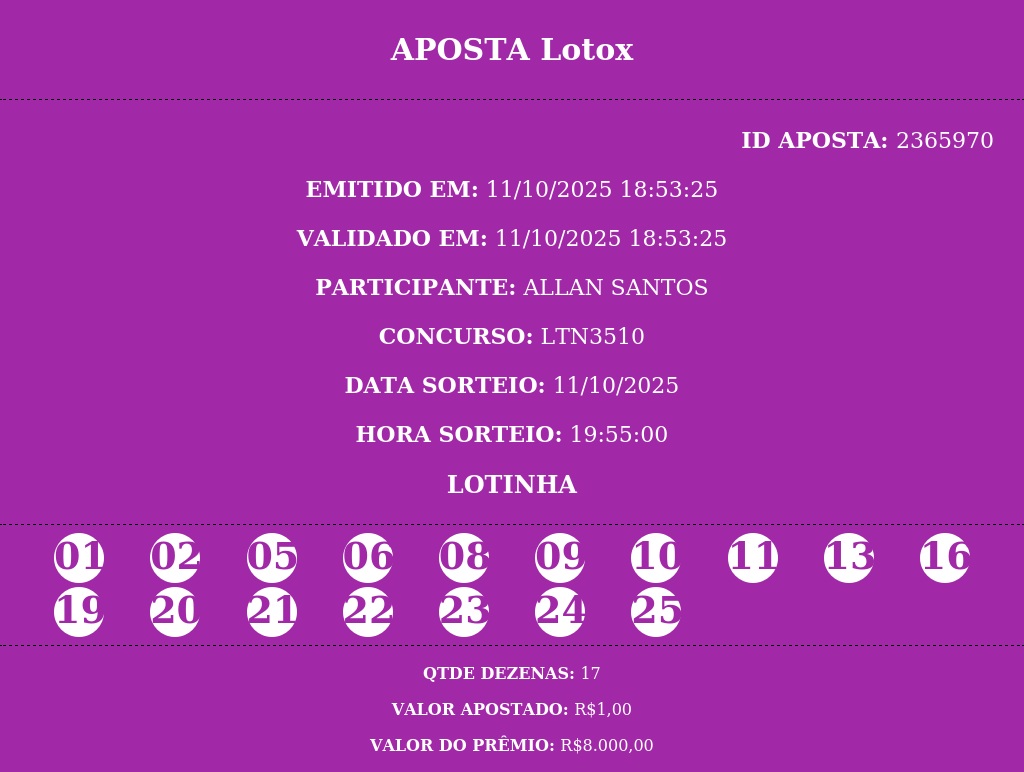 APOSTA Lotox
ID APOSTA: 2365970
EMITIDO EM: 11/10/2025 18:53:25
VALIDADO EM: 11/10/2025 18:53:25
PARTICIPANTE: ALLAN SANTOS
CONCURSO: LTN3510
DATA SORTEIO: 11/10/2025
HORA SORTEIO: 19:55:00
LOTINHA
01 02 05 06 08 09 10 11 13 16
19 20 21 22 23 24 25
QTDE DEZENAS: 17
VALOR APOSTADO: R$1,00
VALOR DO PRÊMIO: R$8.000,00